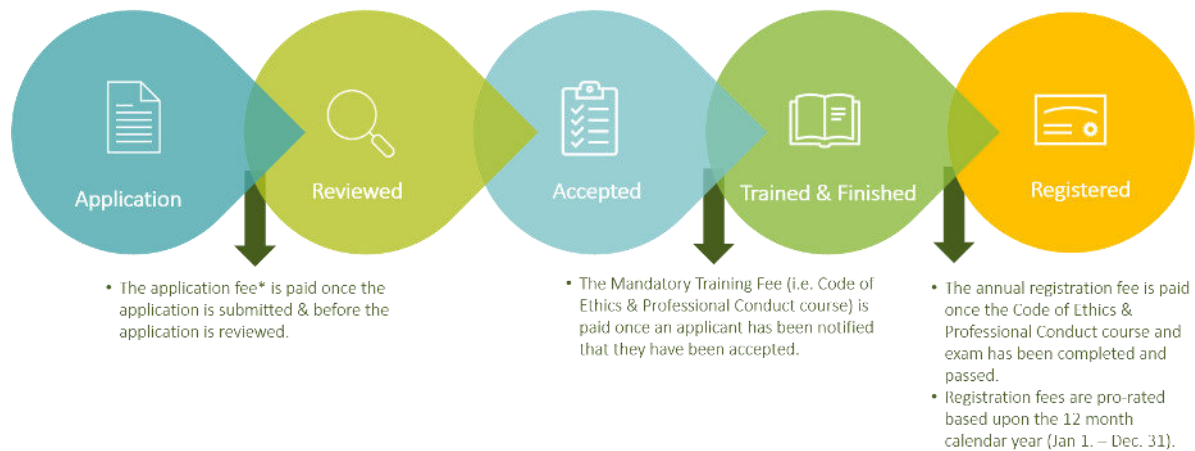 Application
Reviewed
Accepted
Trained & Finished
Registered
• The application fee* is paid once the
application is submitted & before the
application is reviewed.
• The Mandatory Training Fee (i.e. Code of
Ethics & Professional Conduct course) is
paid once an applicant has been notified
that they have been accepted.
• The annual registration fee is paid
once the Code of Ethics &
Professional Conduct course and
exam has been completed and
passed.
• Registration fees are pro-rated
based upon the 12 month
calendar year (Jan 1. – Dec. 31).